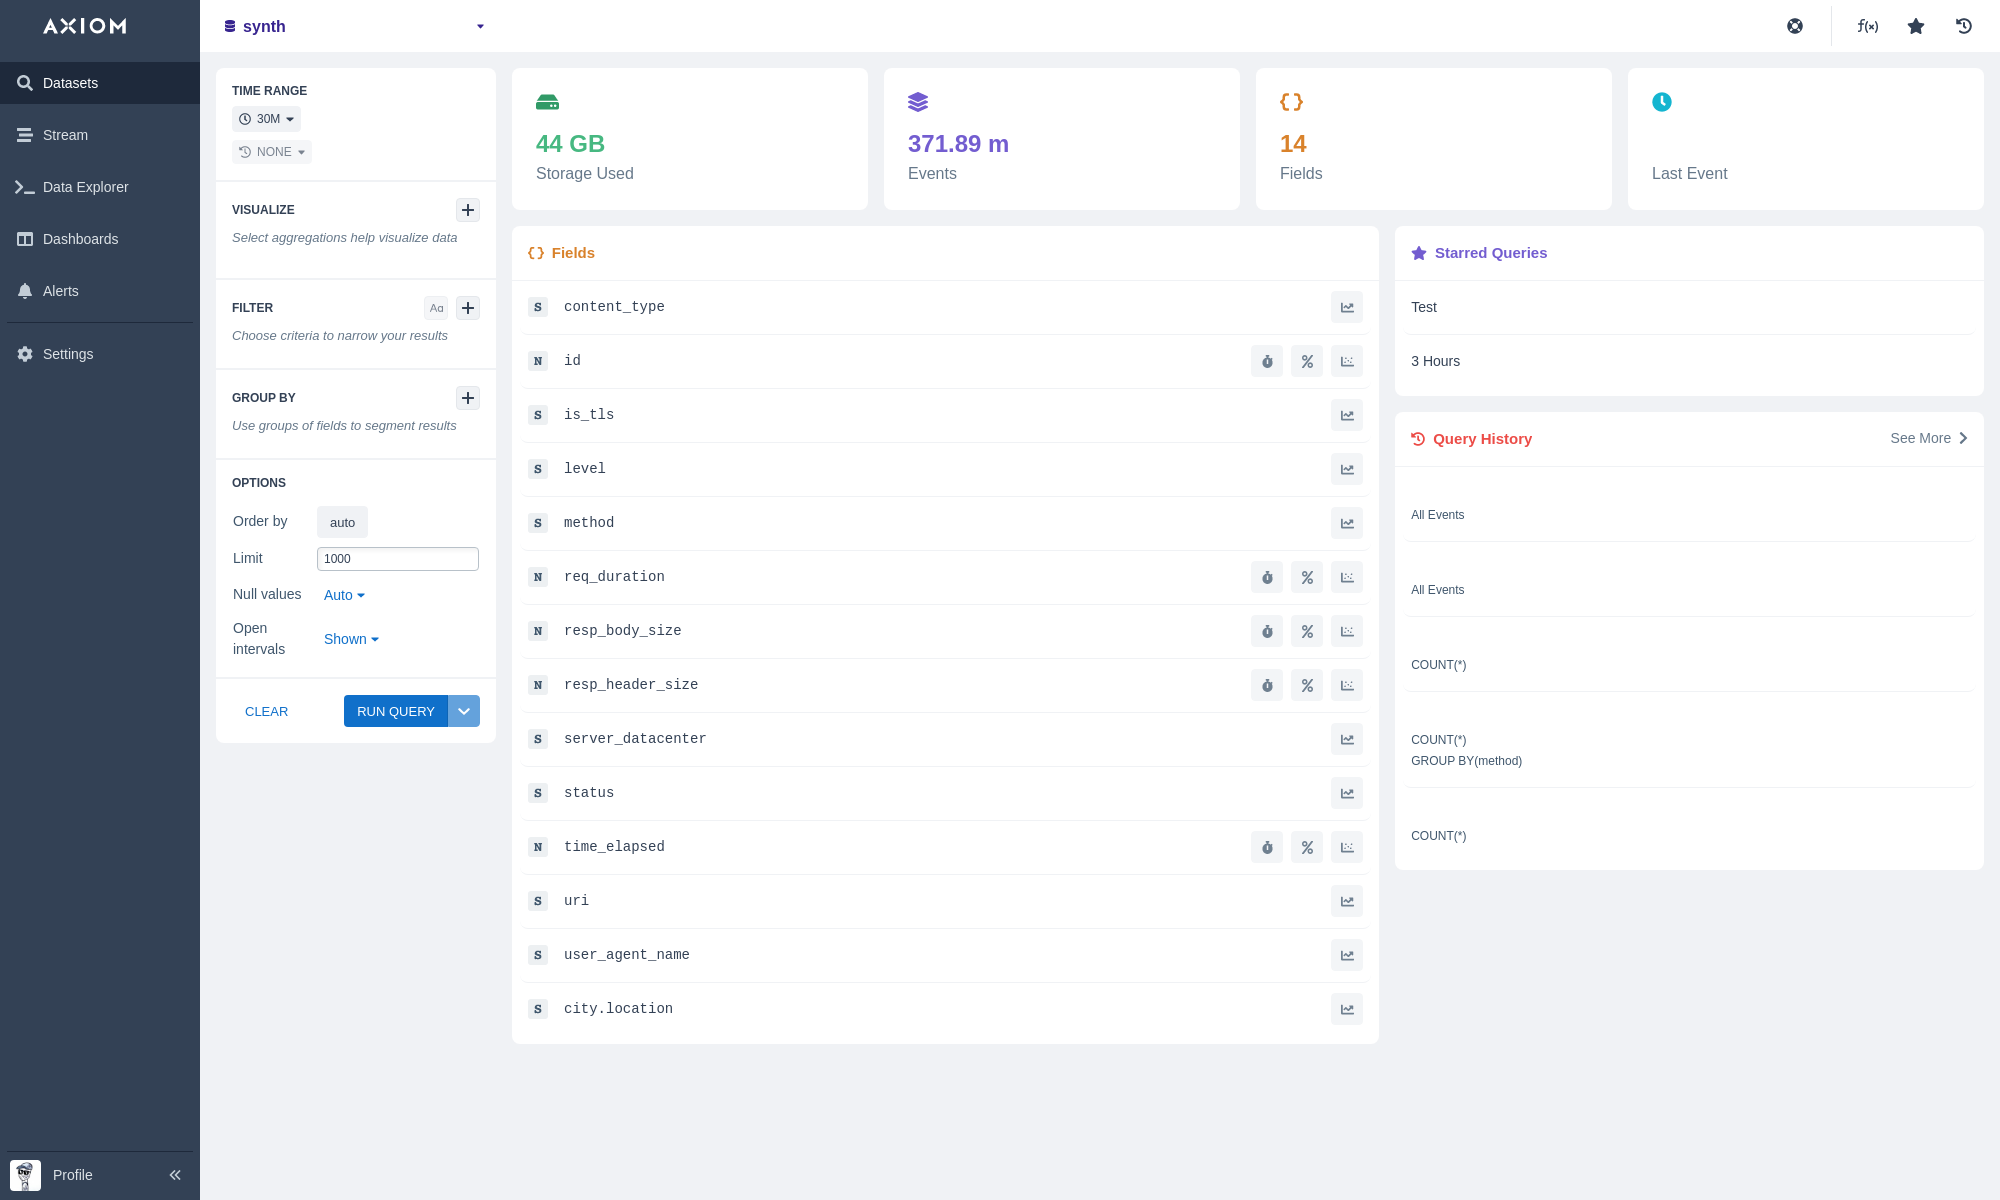 AXIOM
synth
f(x)
Datasets
Stream
Data Explorer
Dashboards
Alerts
Settings
Profile
TIME RANGE
30M
NONE
VISUALIZE
Select aggregations help visualize data
FILTER
Aa
Choose criteria to narrow your results
GROUP BY
Use groups of fields to segment results
OPTIONS
Order by
auto
Limit
1000
Null values
Auto
Open
intervals
Shown
CLEAR
RUN QUERY
44 GB
Storage Used
371.89 m
Events
14
Fields
Last Event
{} Fields
S content_type
N id
S is_tls
S level
S method
N req_duration
N resp_body_size
N resp_header_size
S server_datacenter
S status
N time_elapsed
S uri
S user_agent_name
S city.location
Starred Queries
Test
3 Hours
Query History
See More
All Events
All Events
COUNT(*)
COUNT(*)
GROUP BY(method)
COUNT(*)